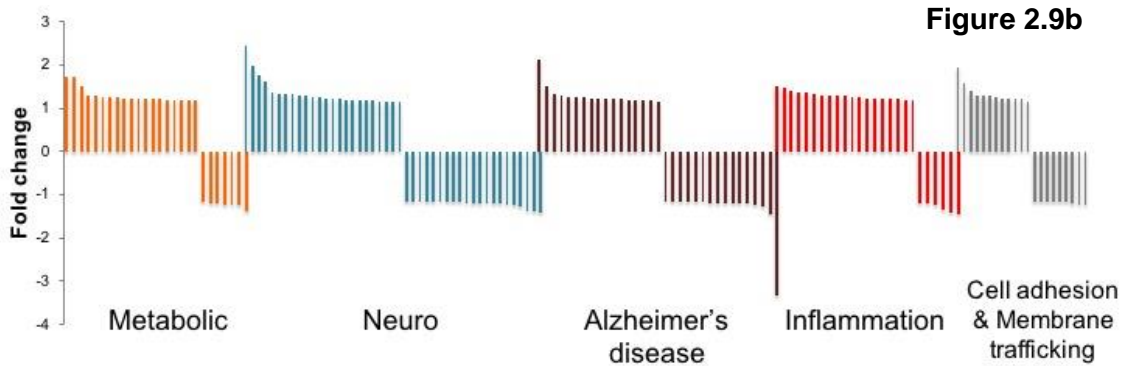 Figure 2.9b
Fold change
3
2
1
0
-1
-2
-3
-4
Metabolic
Neuro
Alzheimer's
disease
Inflammation
Cell adhesion
& Membrane
trafficking